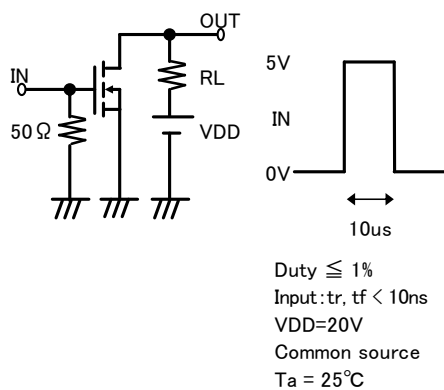 OUT
IN
RL
50Ω
VDD
5V
IN
0V
10us
Duty ≦ 1%
Input:tr, tf < 10ns
VDD=20V
Common source
Ta = 25℃